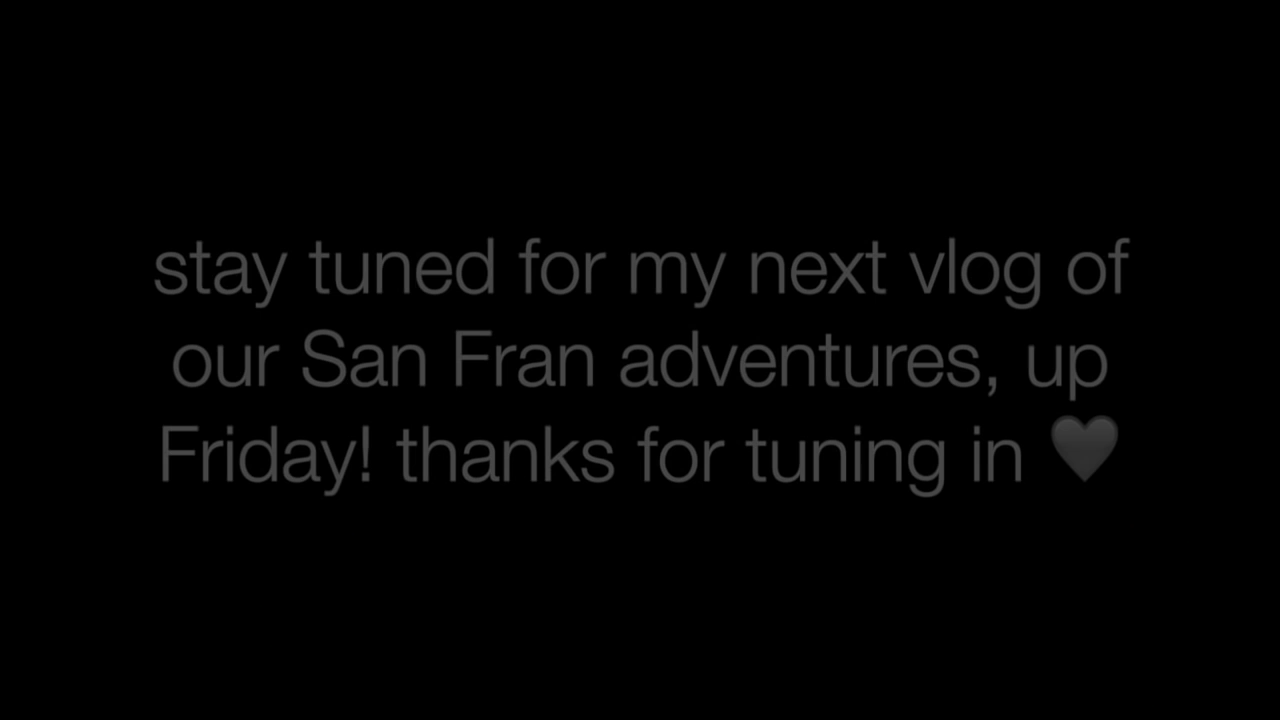 stay tuned for my next vlog of
our San Fran adventures, up
Friday! thanks for tuning in 🖤